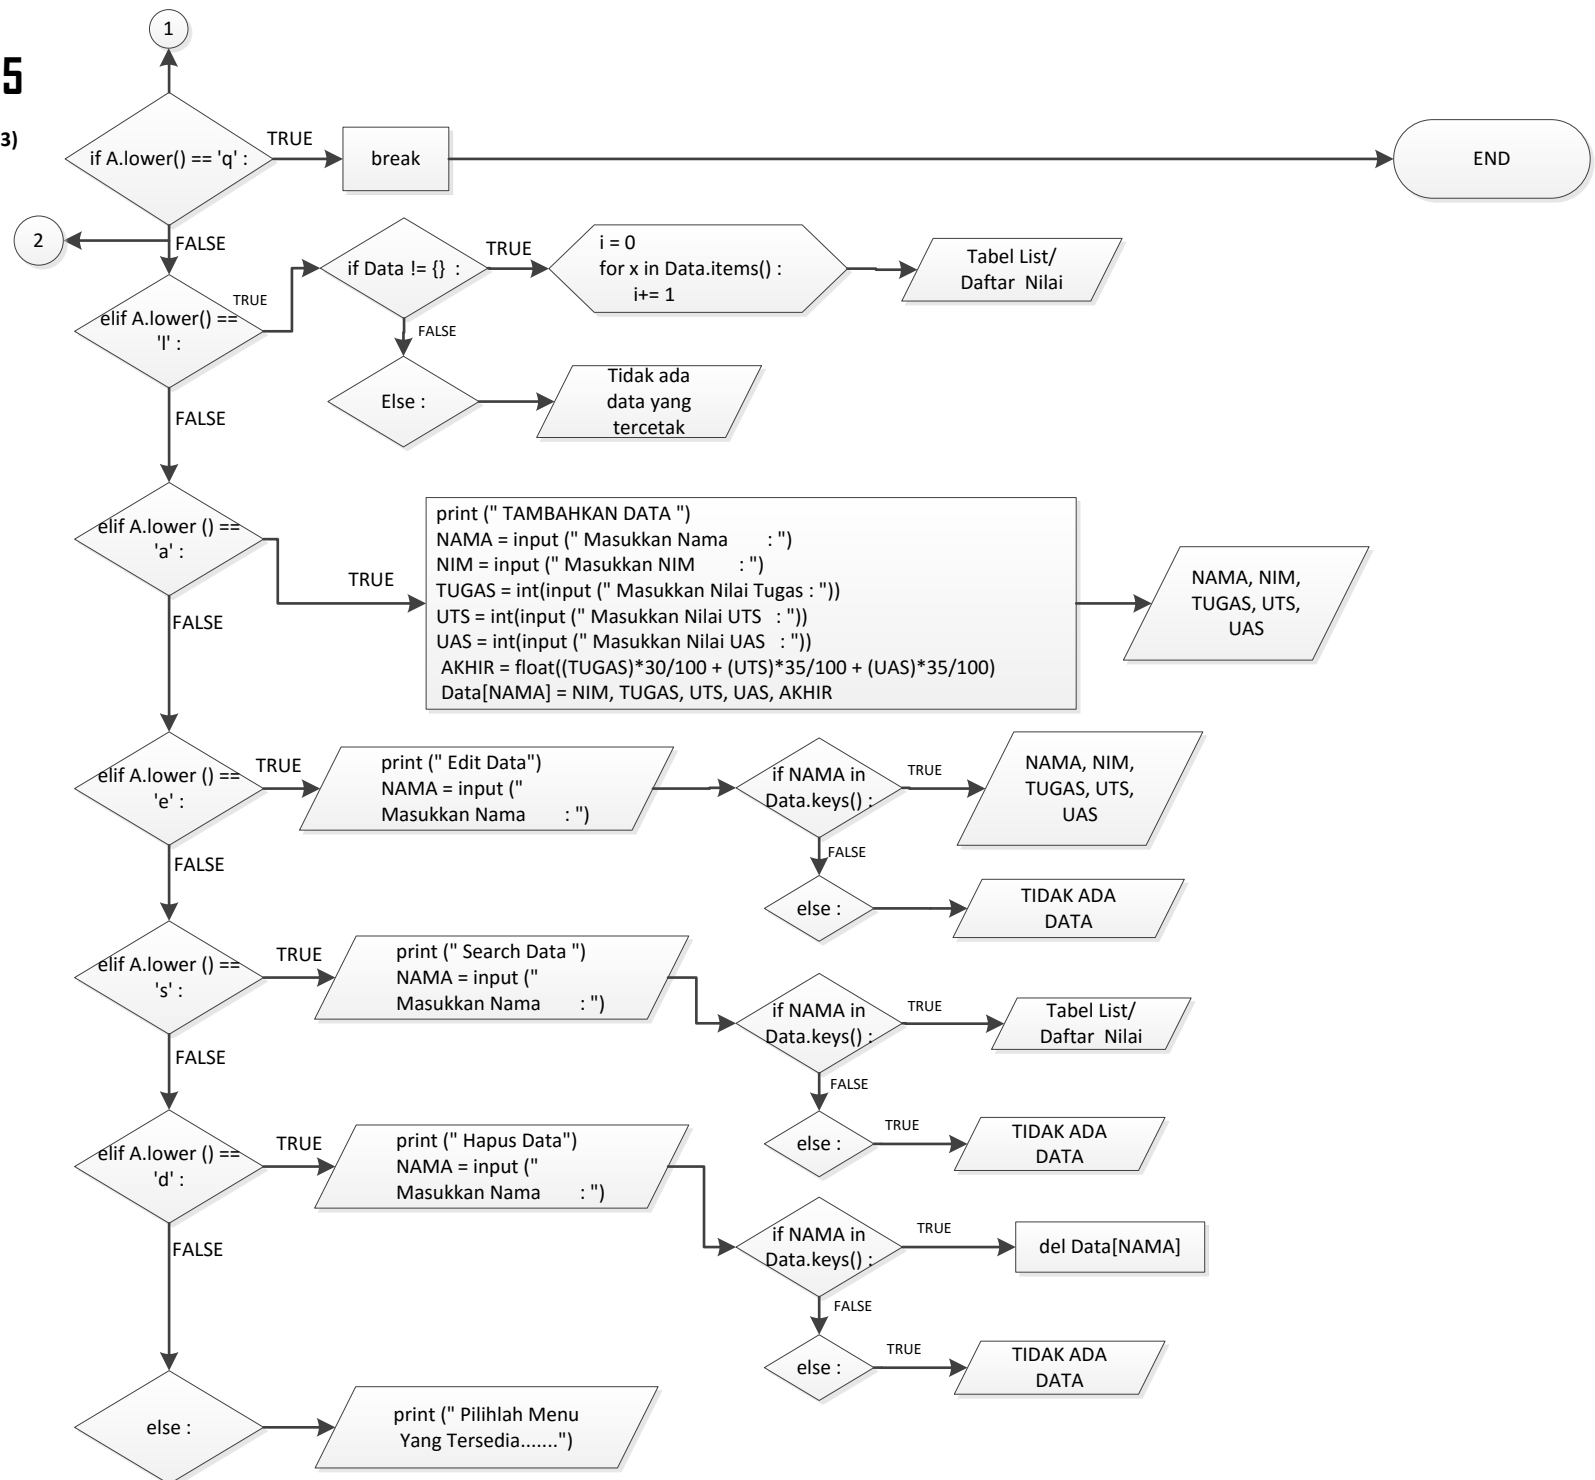 1
5
3)
if A.lower() == 'q' :
TRUE
break
END
2
FALSE
if Data != {} :
TRUE
i = 0
for x in Data.items() :
i+= 1
Tabel List/
Daftar Nilai
TRUE
elif A.lower() ==
'l' :
FALSE
Else :
Tidak ada
data yang
tercetak
FALSE
elif A.lower () ==
'a' :
TRUE
print (" TAMBAHKAN DATA ")
NAMA = input (" Masukkan Nama : ")
NIM = input (" Masukkan NIM : ")
TUGAS = int(input (" Masukkan Nilai Tugas : "))
UTS = int(input (" Masukkan Nilai UTS : "))
UAS = int(input (" Masukkan Nilai UAS : "))
AKHIR = float((TUGAS)*30/100 + (UTS)*35/100 + (UAS)*35/100)
Data[NAMA] = NIM, TUGAS, UTS, UAS, AKHIR
NAMA, NIM,
TUGAS, UTS,
UAS
FALSE
elif A.lower () ==
'e' :
TRUE
print (" Edit Data")
NAMA = input ("
Masukkan Nama : ")
if NAMA in
Data.keys() :
TRUE
NAMA, NIM,
TUGAS, UTS,
UAS
FALSE
else :
TIDAK ADA
DATA
FALSE
elif A.lower () ==
's' :
TRUE
print (" Search Data ")
NAMA = input ("
Masukkan Nama : ")
if NAMA in
Data.keys() :
TRUE
Tabel List/
Daftar Nilai
FALSE
else :
TRUE
TIDAK ADA
DATA
FALSE
elif A.lower () ==
'd' :
TRUE
print (" Hapus Data")
NAMA = input ("
Masukkan Nama : ")
if NAMA in
Data.keys() :
TRUE
del Data[NAMA]
FALSE
else :
TRUE
TIDAK ADA
DATA
FALSE
else :
print (" Pilihlah Menu
Yang Tersedia.......")